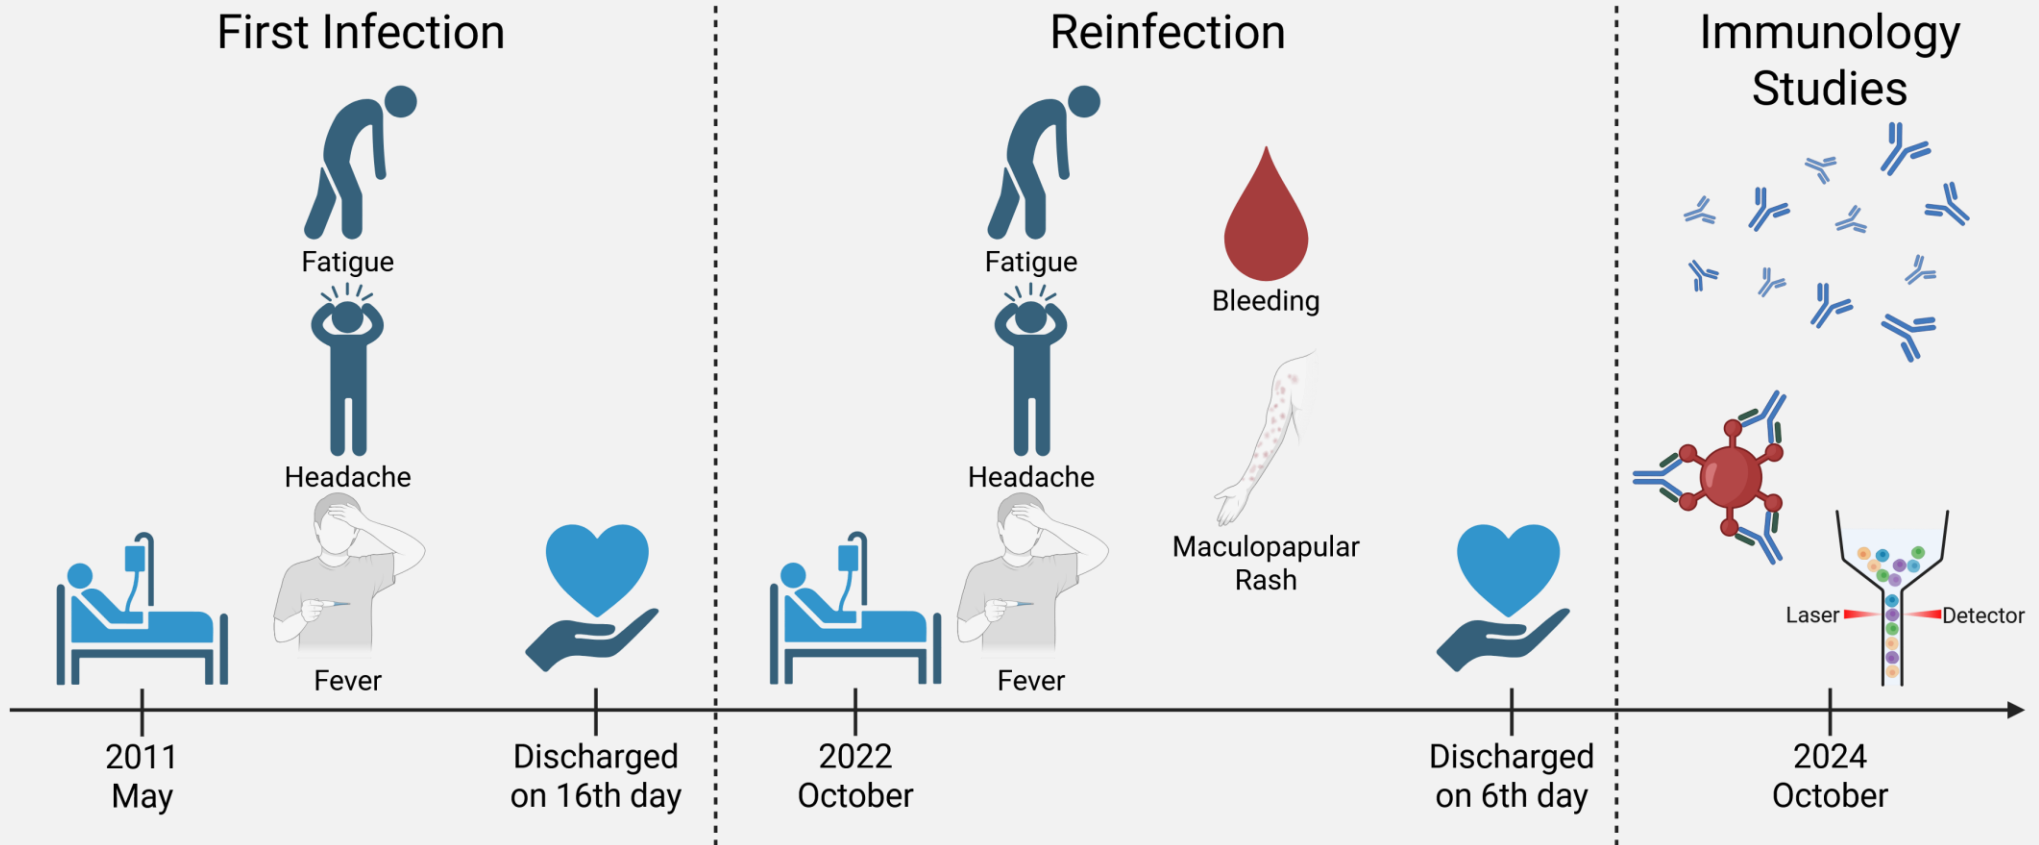 First Infection
Fatigue
Headache
Fever
2011
May
Discharged
on 16th day
Reinfection
Fatigue
Headache
Fever
Bleeding
Maculopapular
Rash
2022
October
Discharged
on 6th day
Immunology
Studies
Laser
Detector
2024
October